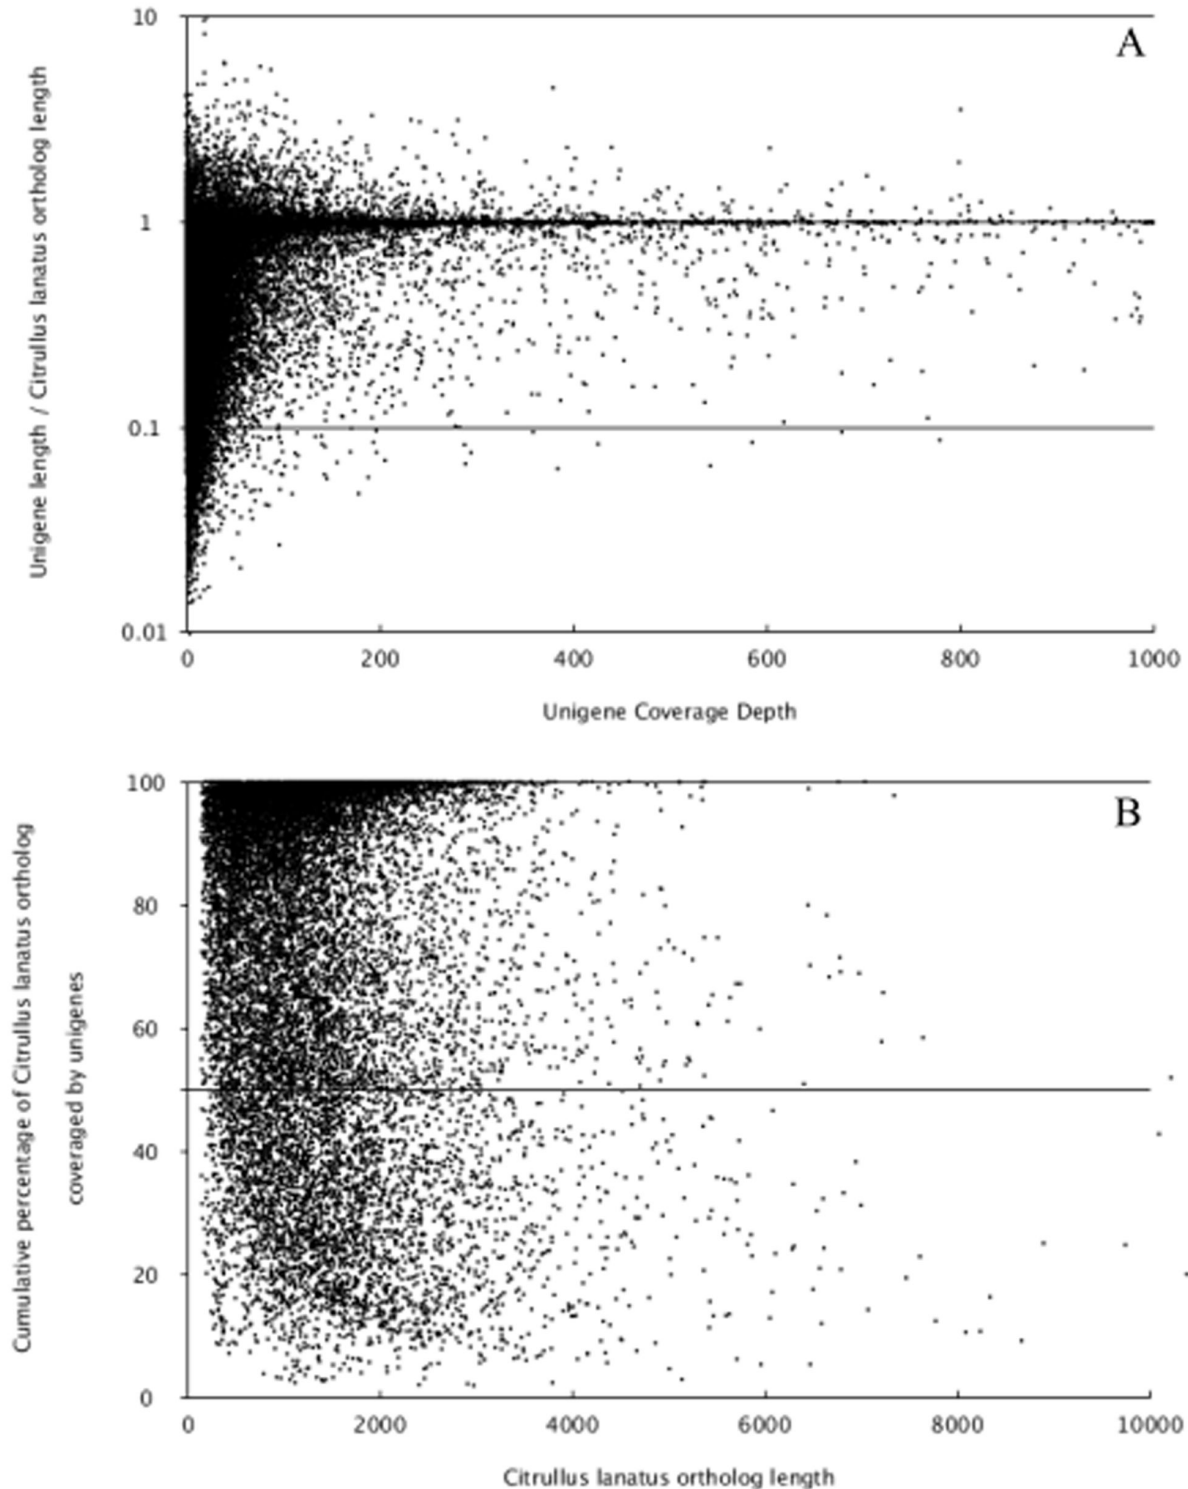 A
10
1
0.1
0.01
Unigene length / Citrullus lanatus ortholog length
0 200 400 600 800 1000
Unigene Coverage Depth
B
100
80
60
40
20
0
Cumulative percentage of Citrullus lanatus ortholog
coveraged by unigenes
0 2000 4000 6000 8000 10000
Citrullus lanatus ortholog length